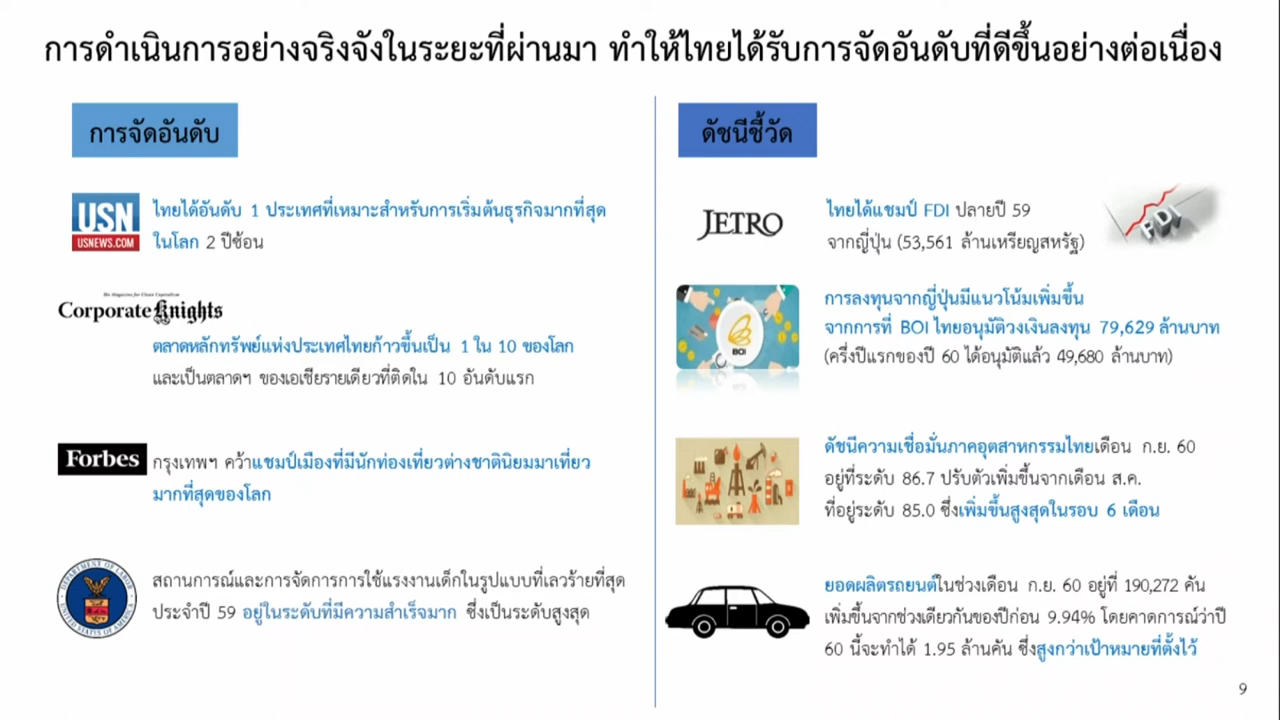 การดำเนินการอย่างจริงจังในระยะที่ผ่านมา ทำให้ไทยได้รับการจัดอันดับที่ดีขึ้นอย่างต่อเนื่อง
การจัดอันดับ
USN
USNEWS.COM
ไทยได้อันดับ 1 ประเทศที่เหมาะสำหรับการเริ่มต้นธุรกิจมากที่สุด
ในโลก 2 ปีซ้อน
The Magazine for Clean Capitalism
Corporate Knights
ตลาดหลักทรัพย์แห่งประเทศไทยก้าวขึ้นเป็น 1 ใน 10 ของโลก
และเป็นตลาดฯ ของเอเชียรายเดียวที่ติดใน 10 อันดับแรก
Forbes
กรุงเทพฯ คว้าแชมป์เมืองที่มีนักท่องเที่ยวต่างชาตินิยมมาเที่ยว
มากที่สุดของโลก
DEPARTMENT OF LABOR
UNITED STATES OF AMERICA
สถานการณ์และการจัดการการใช้แรงงานเด็กในรูปแบบที่เลวร้ายที่สุด
ประจำปี 59 อยู่ในระดับที่มีความสำเร็จมาก ซึ่งเป็นระดับสูงสุด
ดัชนีชี้วัด
JETRO
ไทยได้แชมป์ FDI ปลายปี 59
จากญี่ปุ่น (53,561 ล้านเหรียญสหรัฐ)
FDI
BOI
การลงทุนจากญี่ปุ่นมีแนวโน้มเพิ่มขึ้น
จากการที่ BOI ไทยอนุมัติวงเงินลงทุน 79,629 ล้านบาท
(ครึ่งปีแรกของปี 60 ได้อนุมัติแล้ว 49,680 ล้านบาท)
ดัชนีความเชื่อมั่นภาคอุตสาหกรรมไทยเดือน ก.ย. 60
อยู่ที่ระดับ 86.7 ปรับตัวเพิ่มขึ้นจากเดือน ส.ค.
ที่อยู่ระดับ 85.0 ซึ่งเพิ่มขึ้นสูงสุดในรอบ 6 เดือน
ยอดผลิตรถยนต์ในช่วงเดือน ก.ย. 60 อยู่ที่ 190,272 คัน
เพิ่มขึ้นจากช่วงเดียวกันของปีก่อน 9.94% โดยคาดการณ์ว่าปี
60 นี้จะทำได้ 1.95 ล้านคัน ซึ่งสูงกว่าเป้าหมายที่ตั้งไว้
9